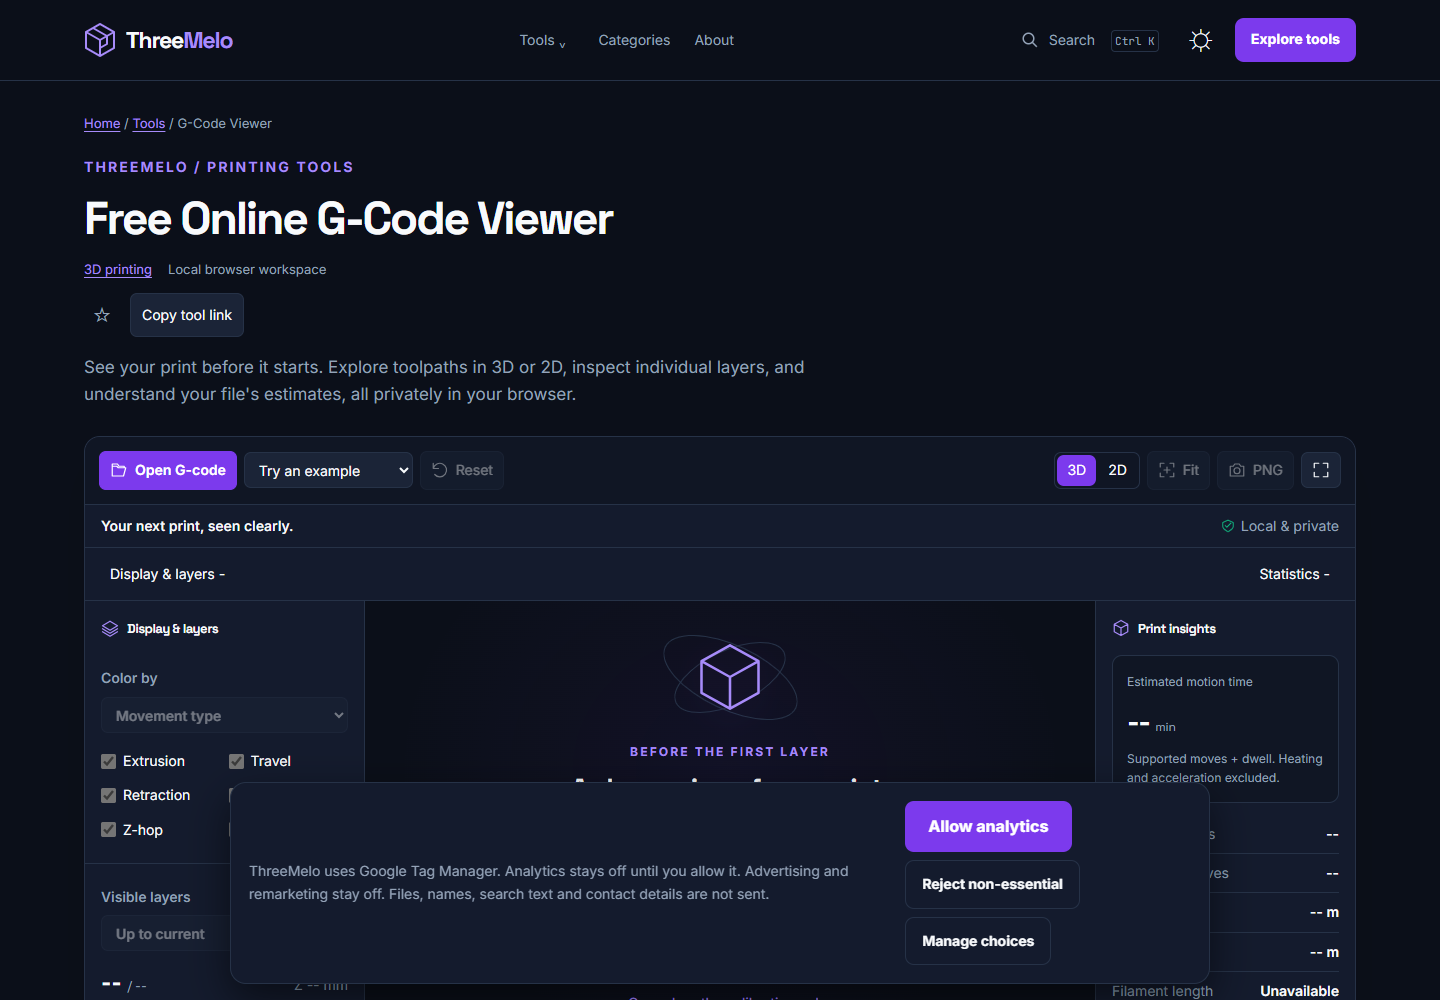 ThreeMelo
Tools
Categories
About
Search
Ctrl K
Explore tools
Home / Tools / G-Code Viewer
THREEMELO / PRINTING TOOLS
Free Online G-Code Viewer
3D printing
Local browser workspace
Copy tool link
See your print before it starts. Explore toolpaths in 3D or 2D, inspect individual layers, and
understand your file's estimates, all privately in your browser.
Open G-code
Try an example
Reset
3D
2D
Fit
PNG
Your next print, seen clearly.
Local & private
Display & layers -
Statistics -
Display & layers
Color by
Movement type
Extrusion
Travel
Retraction
Z-hop
Visible layers
Up to current
-- / --
Z -- mm
BEFORE THE FIRST LAYER
Print insights
Estimated motion time
-- min
Supported moves + dwell. Heating
and acceleration excluded.
--
--
-- m
-- m
Filament length
Unavailable
ThreeMelo uses Google Tag Manager. Analytics stays off until you allow it. Advertising and
remarketing stay off. Files, names, search text and contact details are not sent.
Allow analytics
Reject non-essential
Manage choices